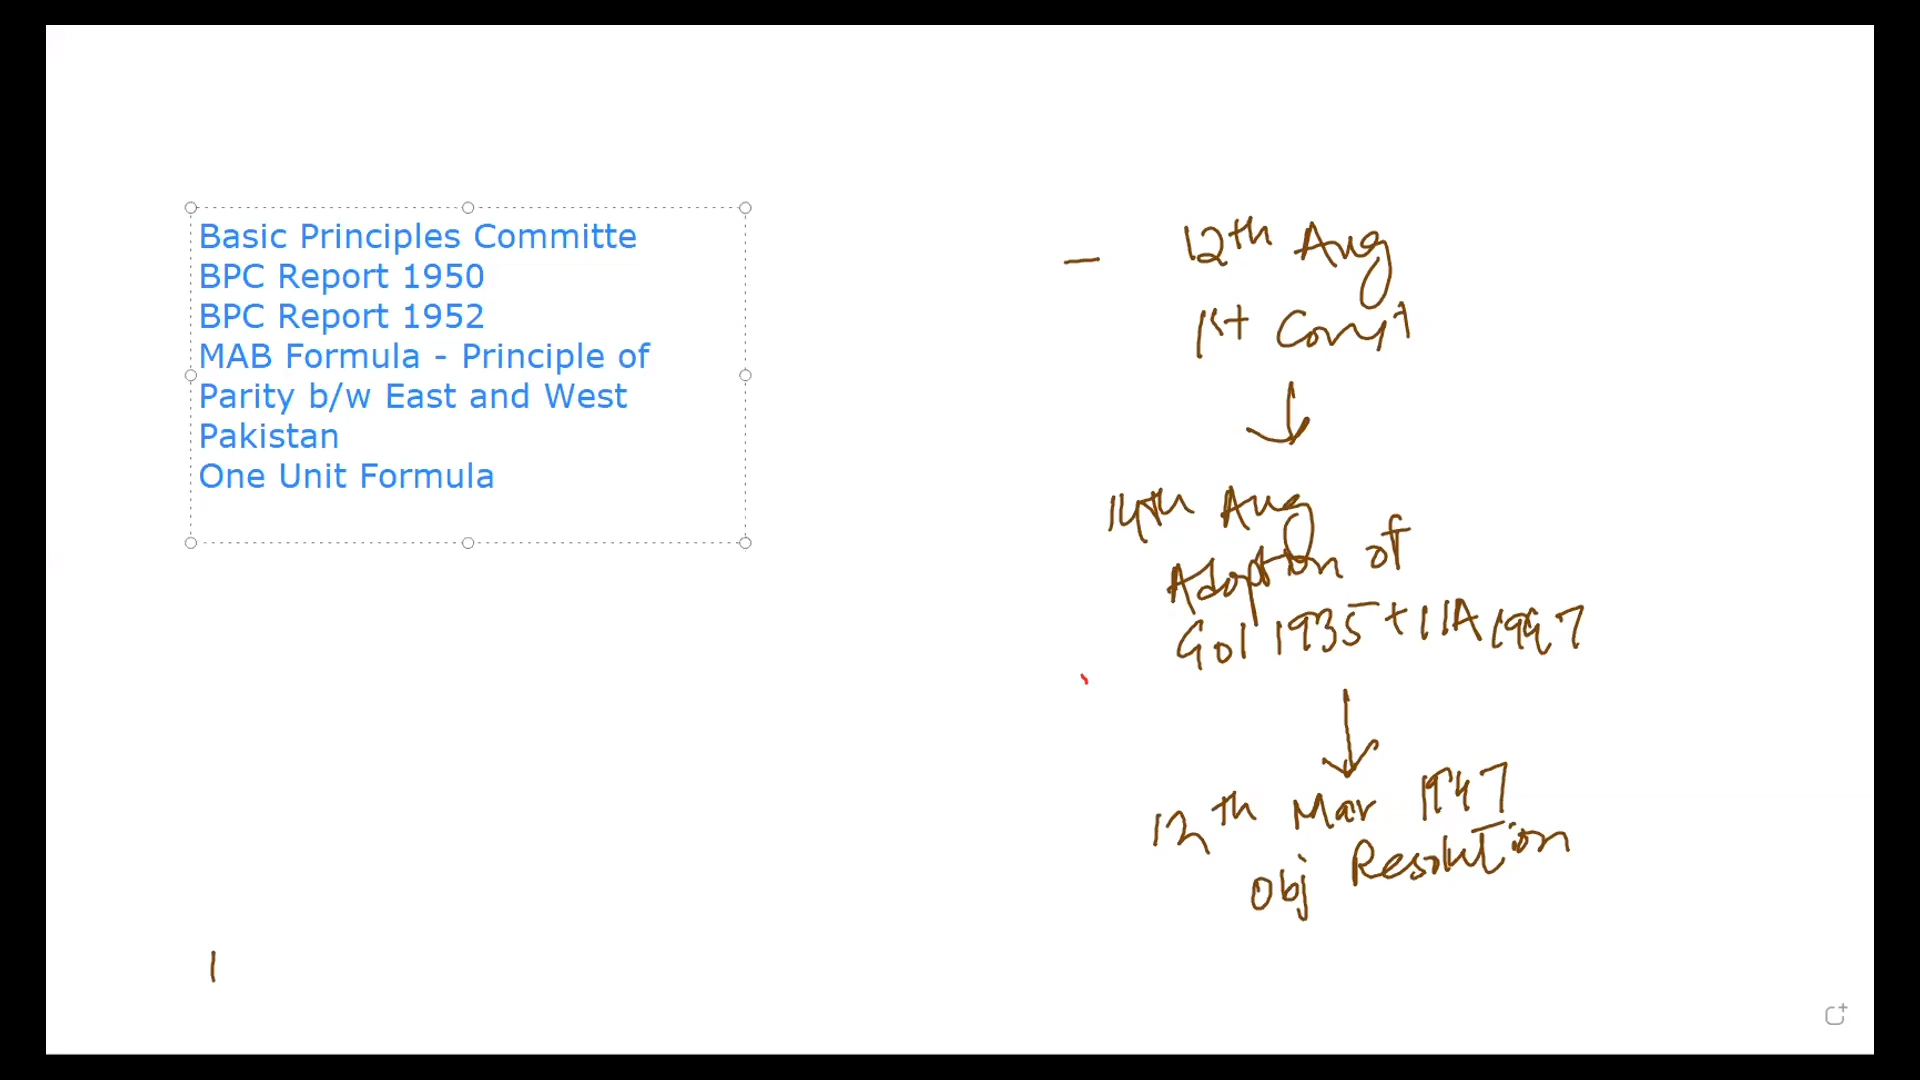 Basic Principles Committe
BPC Report 1950
BPC Report 1952
MAB Formula - Principle of
Parity b/w East and West
Pakistan
One Unit Formula
12th Aug
1st Const
14th Aug
Adoption of
GoI 1935 + IIA 1947
12th Mar 1947
Obj Resolution